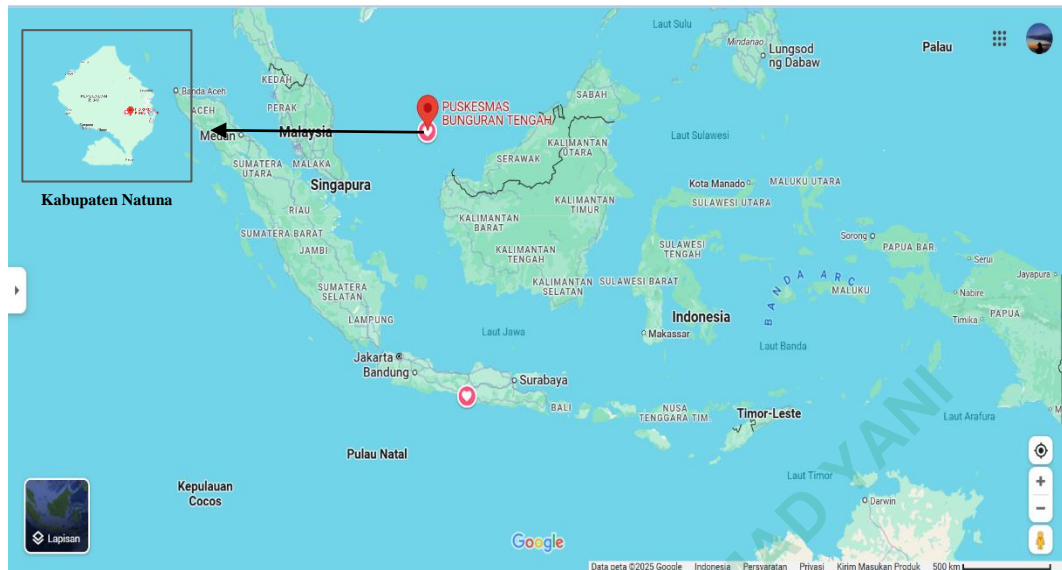 Kabupaten Natuna
PUSKESMAS
BUNGURAN TENGAH
Laut Sulu
Mindanao
Lungsod
ng Dabaw
Palau
Banda Aceh
ACEH
KEDAH
PERAK
Medan
Malaysia
SUMATERA
UTARA
MALAKA
Singapura
RIAU
SUMATERA BARAT
JAMBI
SUMATERA
SELATAN
LAMPUNG
SABAH
KALIMANTAN
UTARA
SERAWAK
KALIMANTAN
TIMUR
KALIMANTAN
BARAT
KALIMANTAN
TENGAH
KALIMANTAN
SELATAN
Laut Sulawesi
Kota Manado
MALUKU UTARA
SULAWESI UTARA
SULAWESI
TENGAH
SULAWESI BARAT
Sorong
PAPUA BAR.
Serui
Jayapura
Nabire
Timika
PAPUA
BANDA ARC
MALUKU
Indonesia
Makassar
Laut Jawa
Laut Banda
Jakarta
Bandung
Surabaya
BALI
NUSA
TENGGARA TIM.
Timor-Leste
Laut Arafura
Pulau Natal
Kepulauan
Cocos
Laut Timor
Darwin
Lapisan
Google
Data peta ©2025 Google Indonesia Persyaratan Privasi Kirim Masukan Produk 500 km
MAD YANI